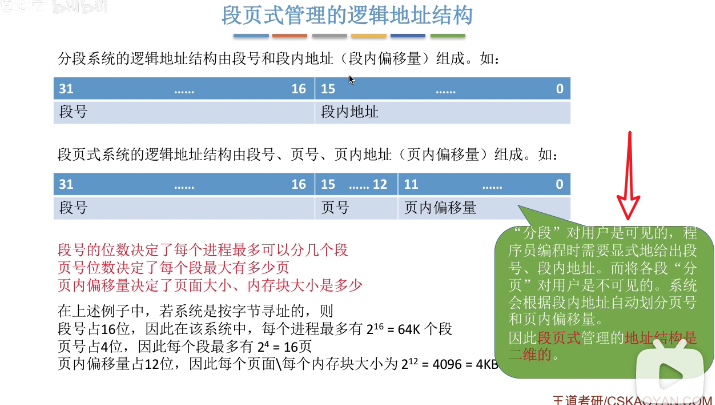 bilibili
段页式管理的逻辑地址结构
分段系统的逻辑地址结构由段号和段内地址（段内偏移量）组成。如：
31 …… 16 15 …… 0
段号 段内地址
段页式系统的逻辑地址结构由段号、页号、页内地址（页内偏移量）组成。如：
31 …… 16 15 …… 12 11 …… 0
段号 页号 页内偏移量
段号的位数决定了每个进程最多可以分几个段
页号位数决定了每个段最大有多少页
页内偏移量决定了页面大小、内存块大小是多少
在上述例子中，若系统是按字节寻址的，则
段号占16位，因此在该系统中，每个进程最多有 2¹⁶ = 64K 个段
页号占4位，因此每个段最多有 2⁴ = 16页
页内偏移量占12位，因此每个页面\每个内存块大小为 2¹² = 4096 = 4KB
“分段”对用户是可见的，程
序员编程时需要显式地给出段
号、段内地址。而将各段“分
页”对用户是不可见的。系统
会根据段内地址自动划分页号
和页内偏移量。
因此段页式管理的地址结构是
二维的。
王道考研/CSKAOYAN.COM